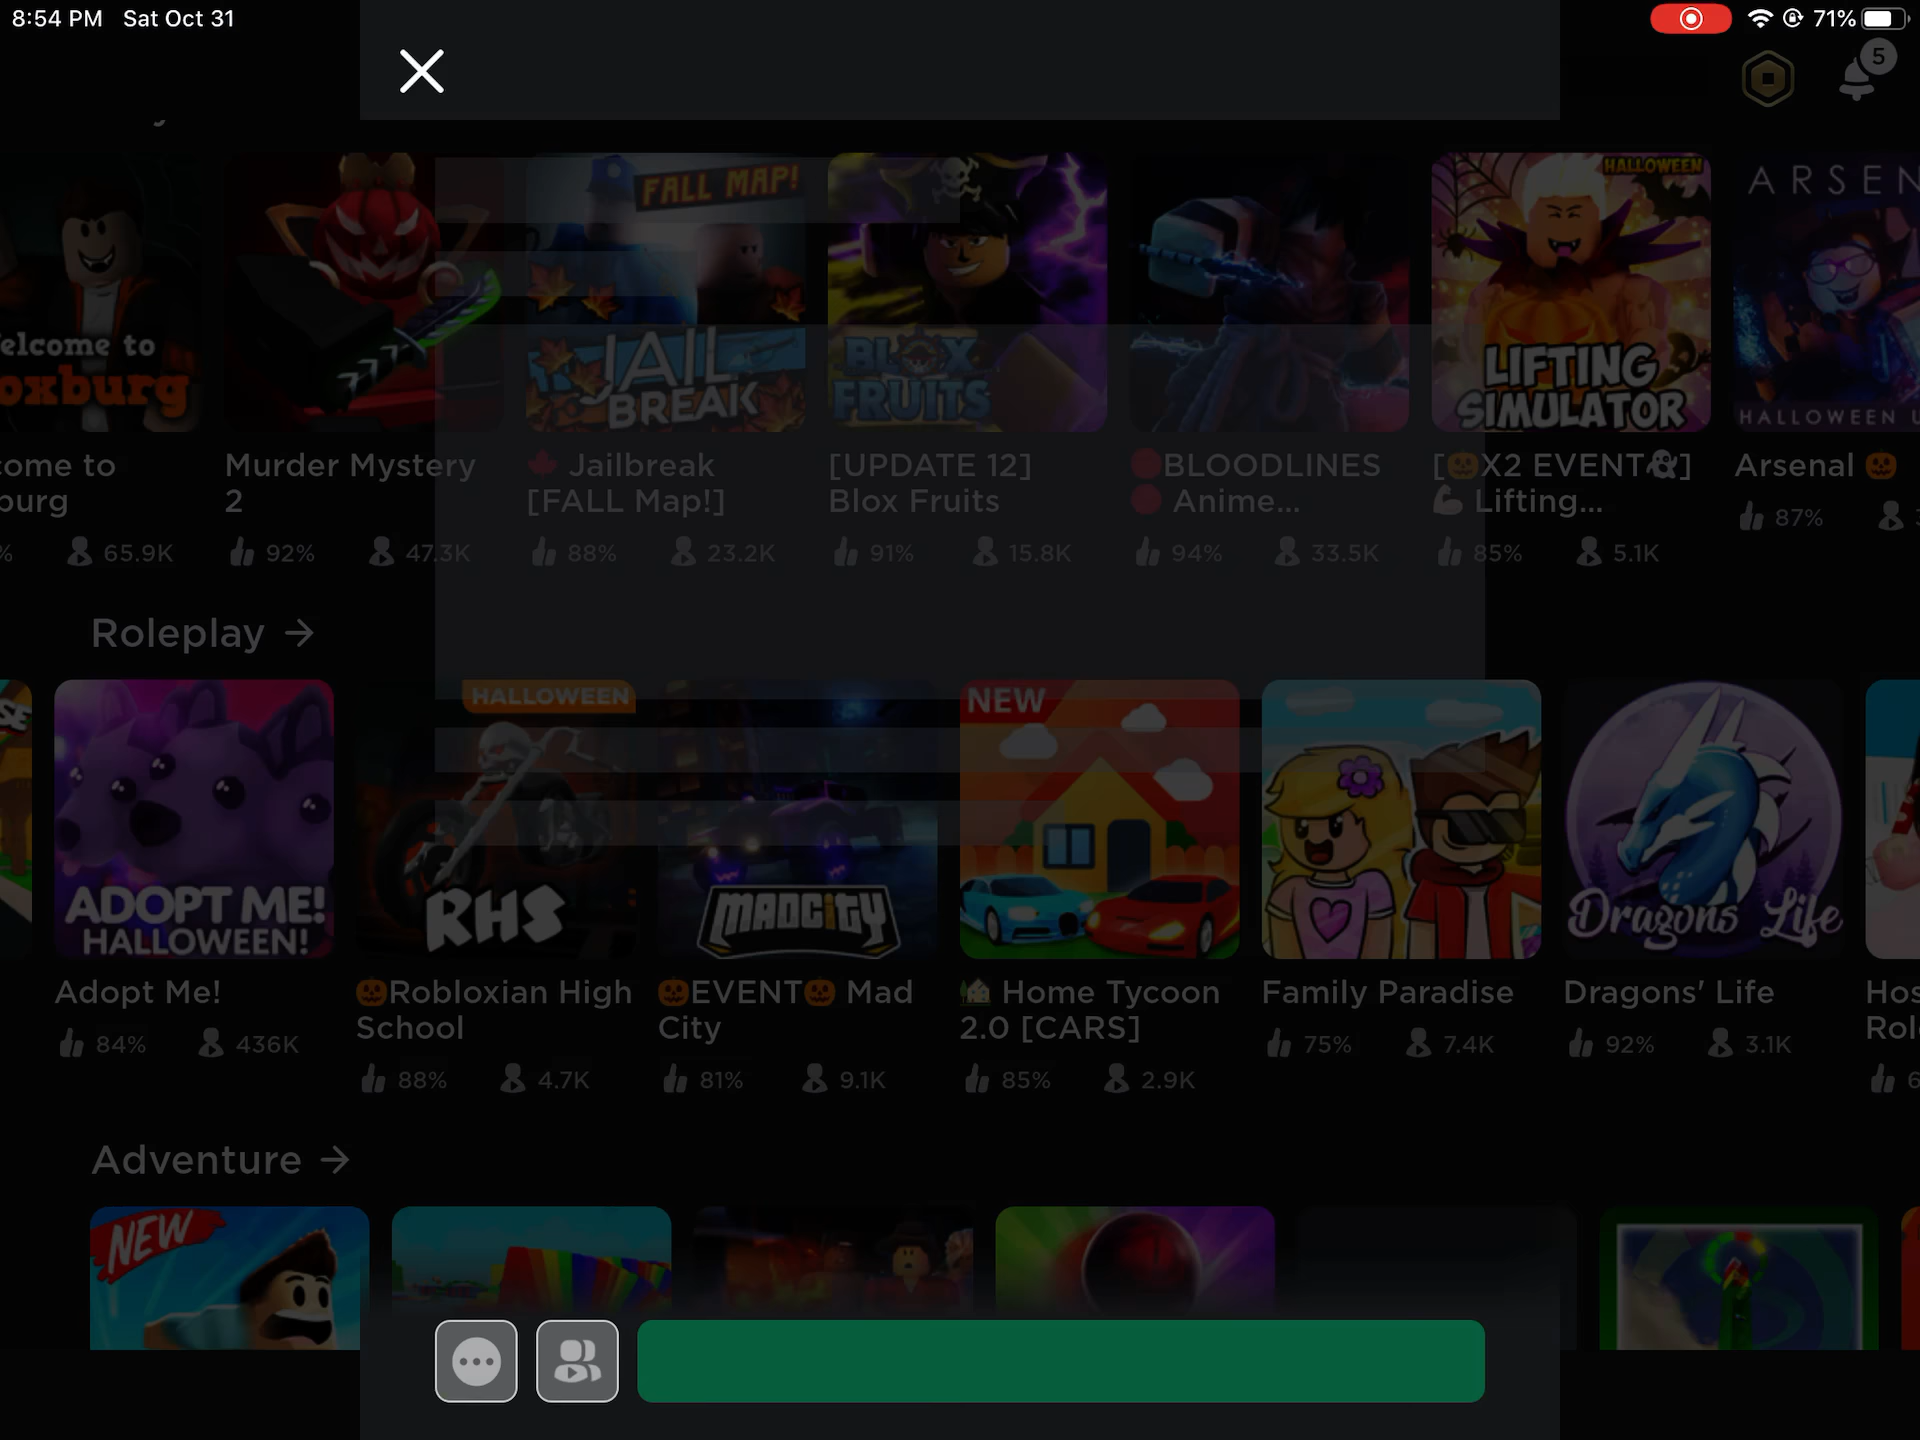 8:54 PM Sat Oct 31
71%
5
HALLOWEEN
ARSEN
FALL MAP!
elcome to
oxburg
JAIL
BREAK
BLOX
FRUITS
LIFTING
SIMULATOR
HALLOWEEN U
come to
burg
Murder Mystery
2
🍁 Jailbreak
[FALL Map!]
[UPDATE 12]
Blox Fruits
🔴BLOODLINES
🔴 Anime...
[🎃X2 EVENT👻]
💪 Lifting...
Arsenal 🎃
87%
% 65.9K 92% 47.3K 88% 23.2K 91% 15.8K 94% 33.5K 85% 5.1K
Roleplay →
SE
HALLOWEEN
NEW
ADOPT ME!
HALLOWEEN!
RHS
MADCITY
Dragons' Life
Adopt Me!
84% 436K
🎃Robloxian High
School
88% 4.7K
🎃EVENT🎃 Mad
City
81% 9.1K
🏡 Home Tycoon
2.0 [CARS]
85% 2.9K
Family Paradise
75% 7.4K
Dragons' Life
92% 3.1K
Hos
Rol
6
Adventure →
NEW